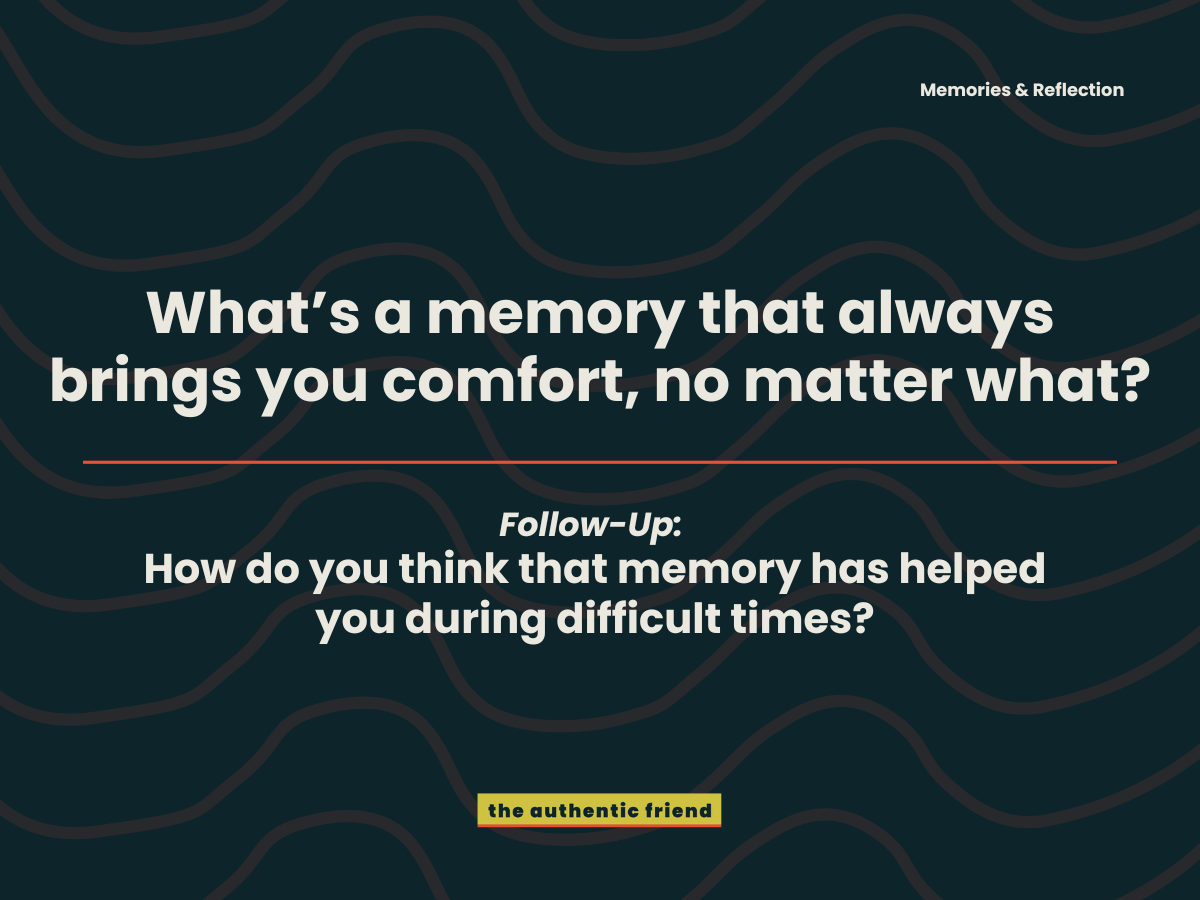 Memories & Reflection
What’s a memory that always
brings you comfort, no matter what?
Follow-Up:
How do you think that memory has helped
you during difficult times?
the authentic friend